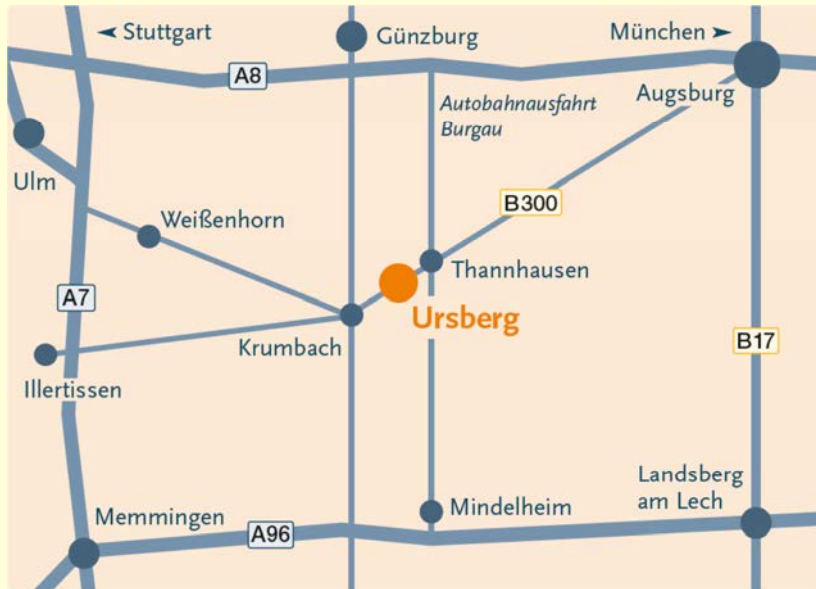 ◄ Stuttgart
Günzburg
München ►
A8
Augsburg
Autobahnausfahrt
Burgau
Ulm
B300
Weißenhorn
Thannhausen
A7
Ursberg
Krumbach
B17
Illertissen
Landsberg
am Lech
Mindelheim
Memmingen
A96